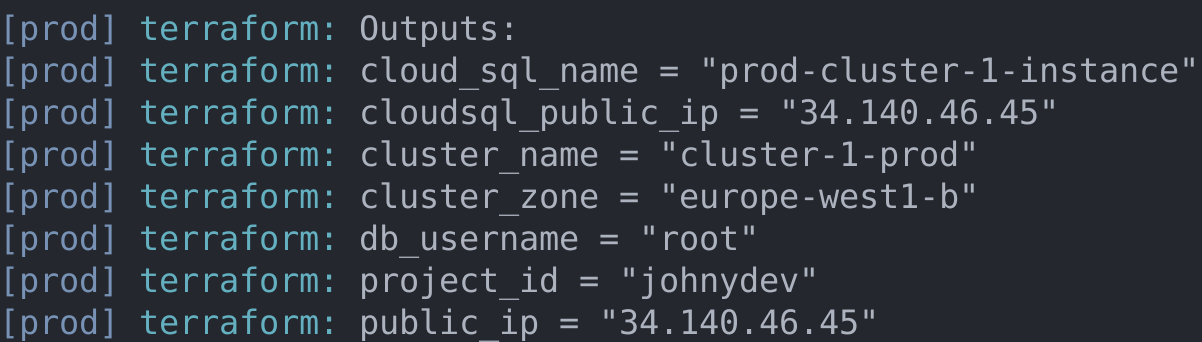 [prod] terraform: Outputs:
[prod] terraform: cloud_sql_name = "prod-cluster-1-instance"
[prod] terraform: cloudsql_public_ip = "34.140.46.45"
[prod] terraform: cluster_name = "cluster-1-prod"
[prod] terraform: cluster_zone = "europe-west1-b"
[prod] terraform: db_username = "root"
[prod] terraform: project_id = "johnydev"
[prod] terraform: public_ip = "34.140.46.45"